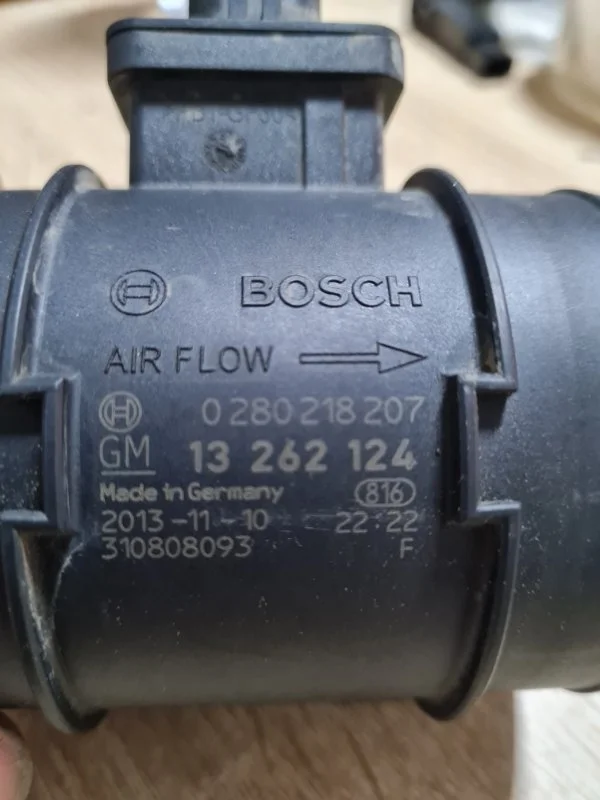 BOSCH
AIR FLOW
0 280 218 207
GM 13 262 124
Made in Germany 816
2013-11-10 22:22
310808093 F